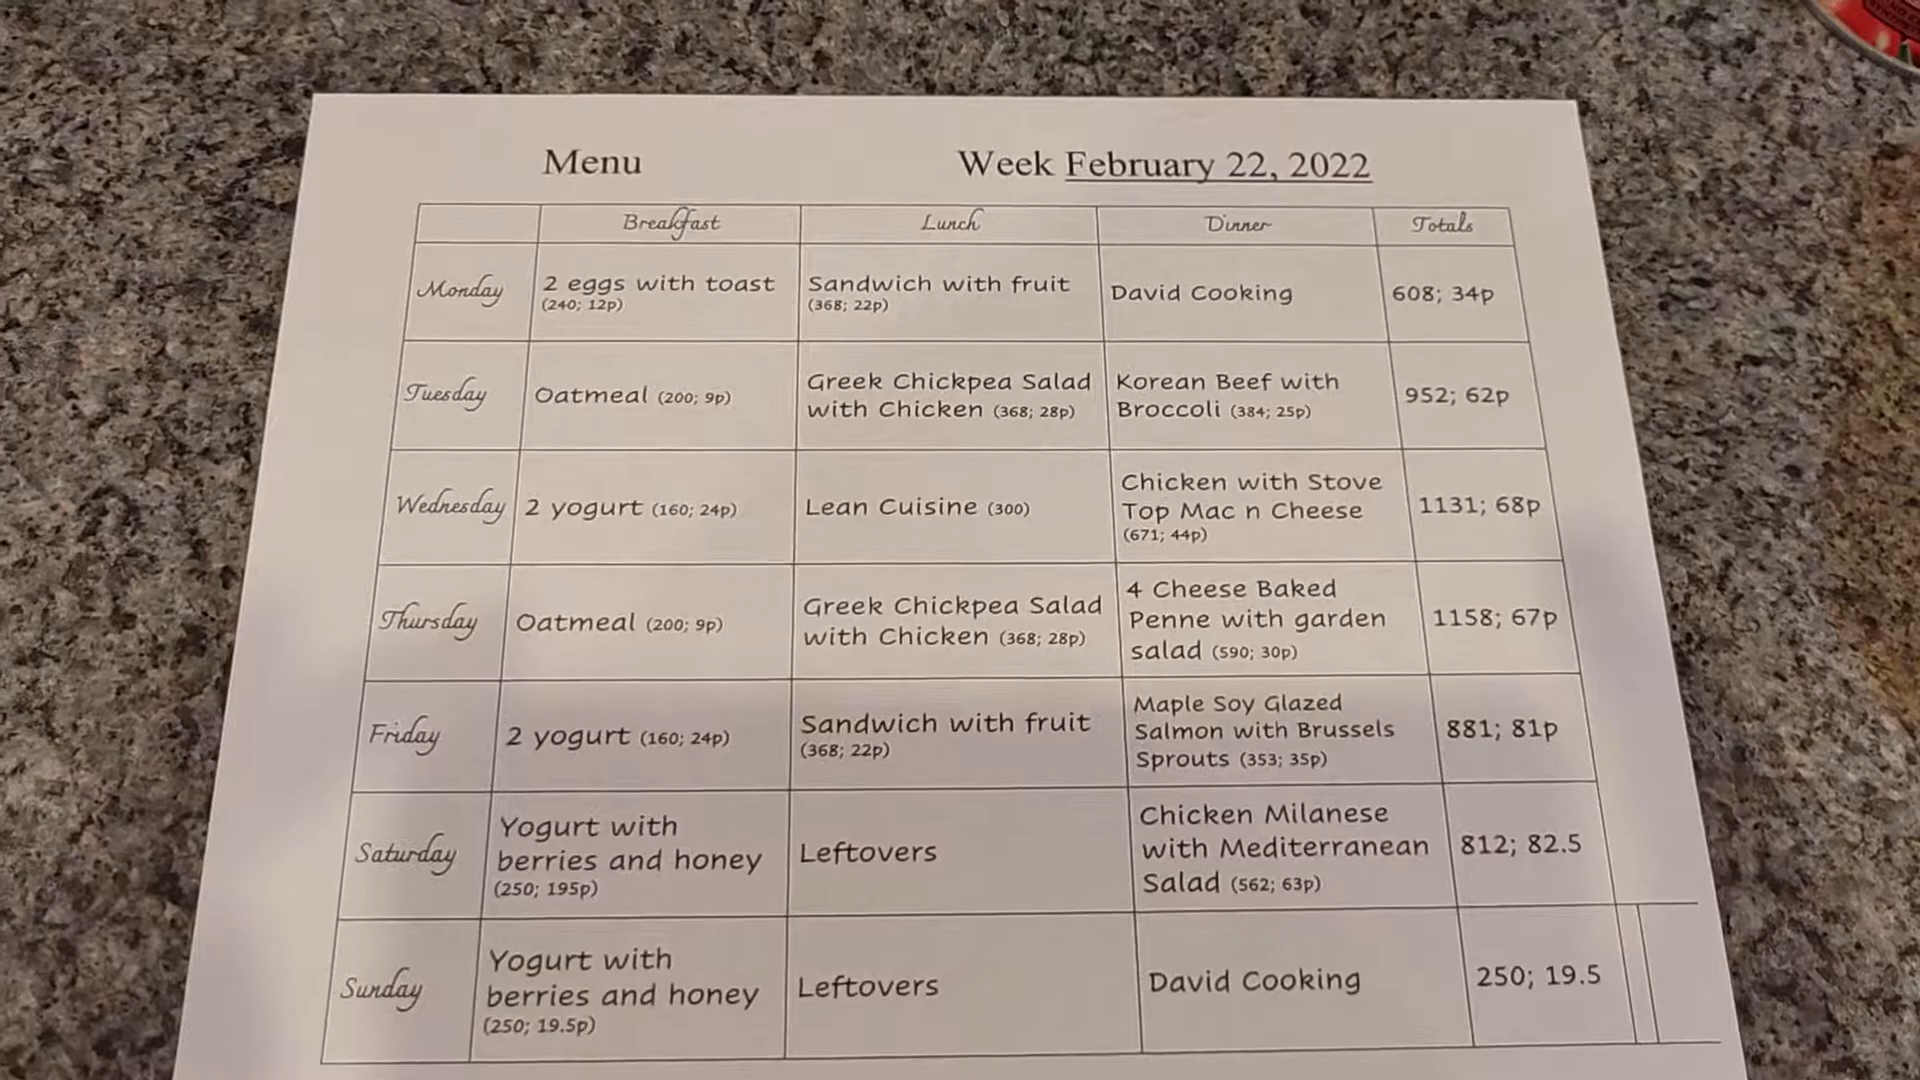 Menu
Week February 22, 2022
Breakfast
Lunch
Dinner
Totals
Monday
2 eggs with toast
(240; 12p)
Sandwich with fruit
(368; 22p)
David Cooking
608; 34p
Tuesday
Oatmeal (200; 9p)
Greek Chickpea Salad
with Chicken (368; 28p)
Korean Beef with
Broccoli (384; 25p)
952; 62p
Wednesday
2 yogurt (160; 24p)
Lean Cuisine (300)
Chicken with Stove
Top Mac n Cheese
(671; 44p)
1131; 68p
Thursday
Oatmeal (200; 9p)
Greek Chickpea Salad
with Chicken (368; 28p)
4 Cheese Baked
Penne with garden
salad (590; 30p)
1158; 67p
Friday
2 yogurt (160; 24p)
Sandwich with fruit
(368; 22p)
Maple Soy Glazed
Salmon with Brussels
Sprouts (353; 35p)
881; 81p
Saturday
Yogurt with
berries and honey
(250; 195p)
Leftovers
Chicken Milanese
with Mediterranean
Salad (562; 63p)
812; 82.5
Sunday
Yogurt with
berries and honey
(250; 19.5p)
Leftovers
David Cooking
250; 19.5